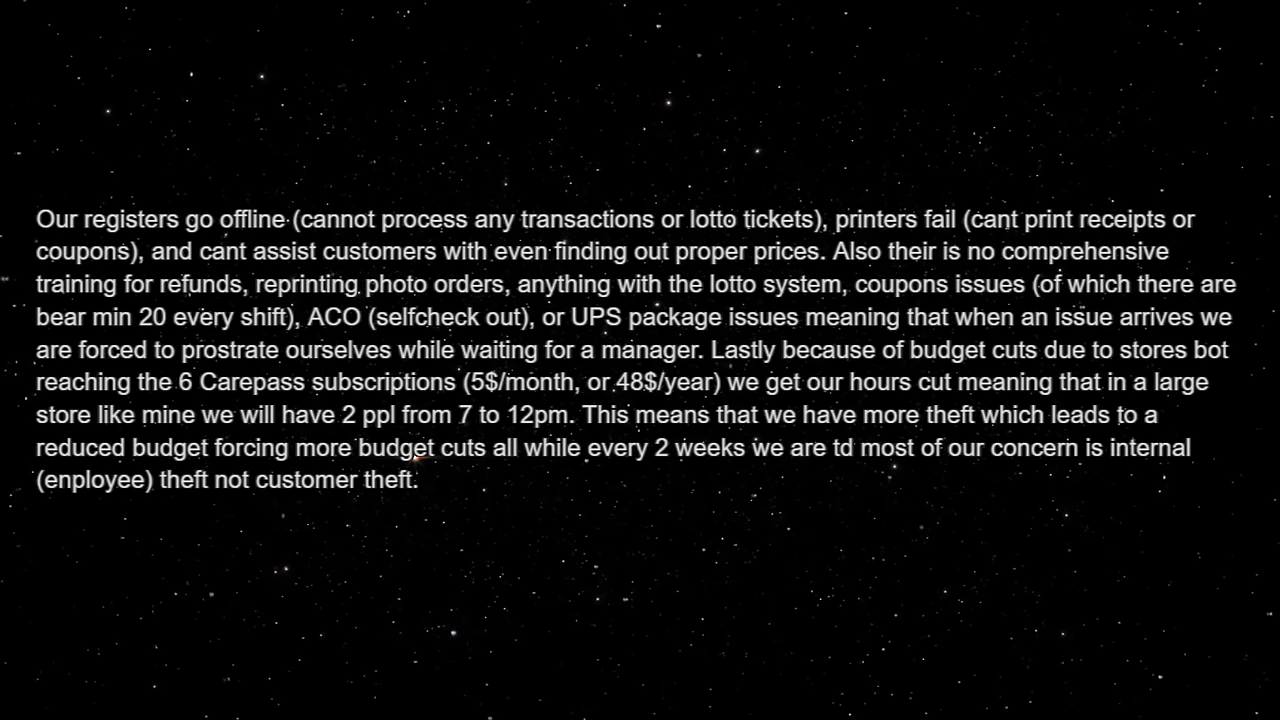 Our registers go offline (cannot process any transactions or lotto tickets), printers fail (cant print receipts or
coupons), and cant assist customers with even finding out proper prices. Also their is no comprehensive
training for refunds, reprinting photo orders, anything with the lotto system, coupons issues (of which there are
bear min 20 every shift), ACO (selfcheck out), or UPS package issues meaning that when an issue arrives we
are forced to prostrate ourselves while waiting for a manager. Lastly because of budget cuts due to stores bot
reaching the 6 Carepass subscriptions (5$/month, or 48$/year) we get our hours cut meaning that in a large
store like mine we will have 2 ppl from 7 to 12pm. This means that we have more theft which leads to a
reduced budget forcing more budget cuts all while every 2 weeks we are td most of our concern is internal
(enployee) theft not customer theft.